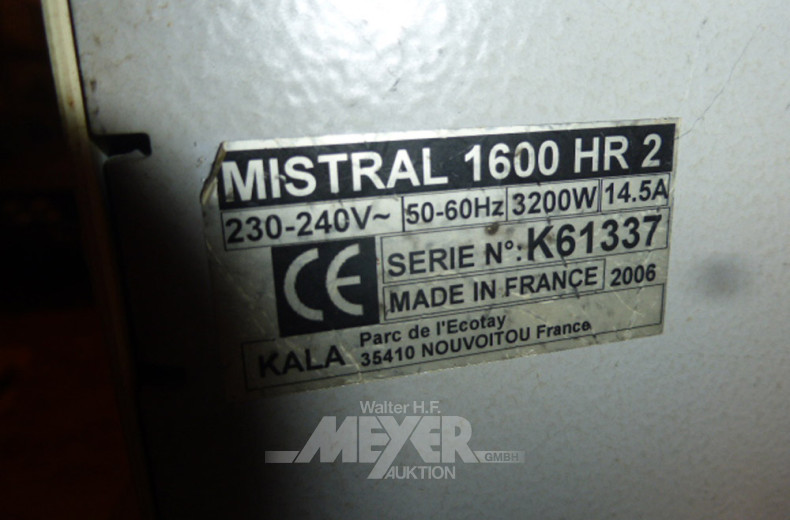 MISTRAL 1600 HR 2
230-240V~ 50-60Hz 3200W 14.5A
CE SERIE N°: K61337
MADE IN FRANCE 2006
KALA Parc de l'Ecotay
35410 NOUVOITOU France
Walter H.F.
MEYER GMBH
AUKTION